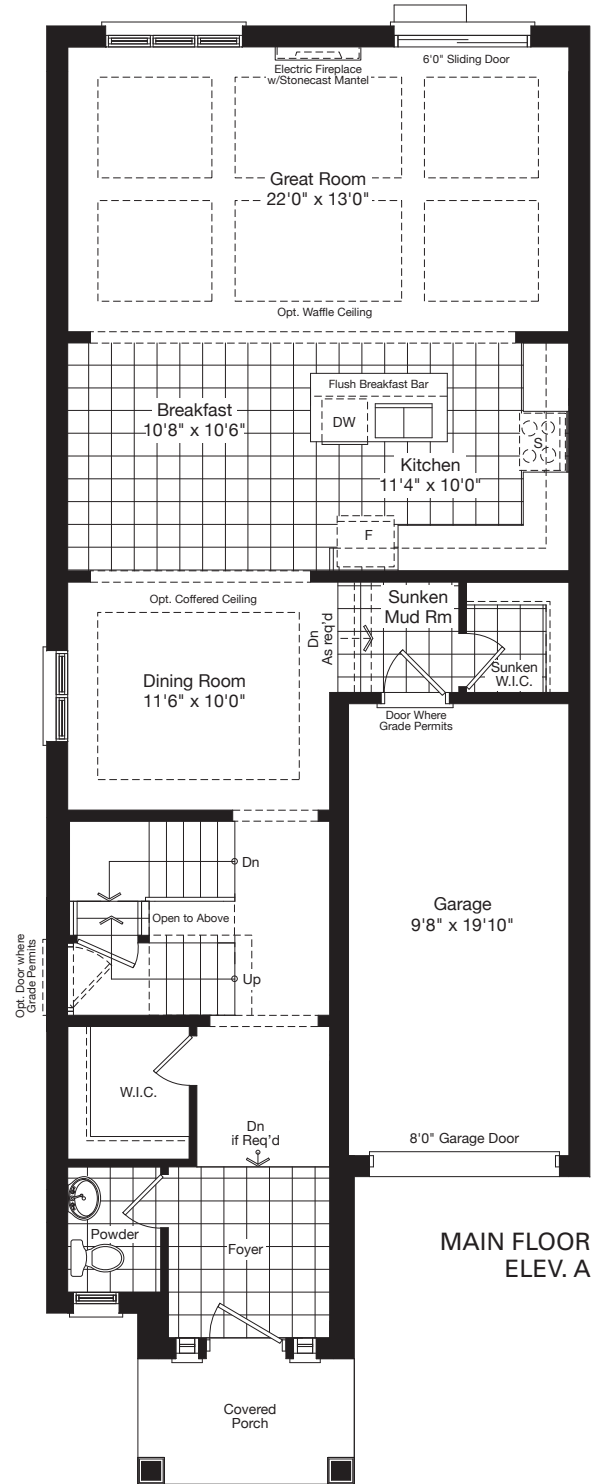 Electric Fireplace
w/Stonecast Mantel
6'0" Sliding Door
Great Room
22'0" x 13'0"
Opt. Waffle Ceiling
Flush Breakfast Bar
DW
Breakfast
10'8" x 10'6"
S
Kitchen
11'4" x 10'0"
F
Opt. Coffered Ceiling
Dn
As req'd
Sunken
Mud Rm
Sunken
W.I.C.
Dining Room
11'6" x 10'0"
Door Where
Grade Permits
Dn
Open to Above
Up
Opt. Door where
Grade Permits
Garage
9'8" x 19'10"
W.I.C.
Dn
if Req'd
8'0" Garage Door
Powder
Foyer
MAIN FLOOR
ELEV. A
Covered
Porch